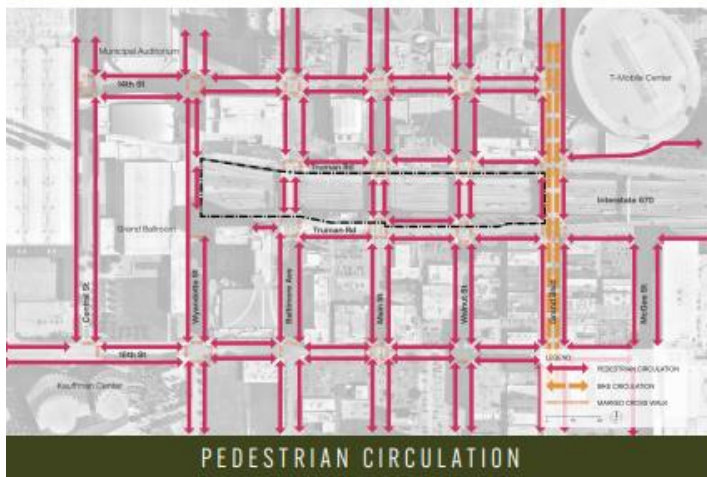 Municipal Auditorium
14th St
T-Mobile Center
Truman Rd
Interstate 670
Grand Ballroom
Truman Rd
Central St
Wyandotte St
Baltimore Ave
Main St
Walnut St
Grand Blvd
McGee St
16th St
Kauffman Center
LEGEND
PEDESTRIAN CIRCULATION
BIKE CIRCULATION
MARKED CROSS WALK
PEDESTRIAN CIRCULATION